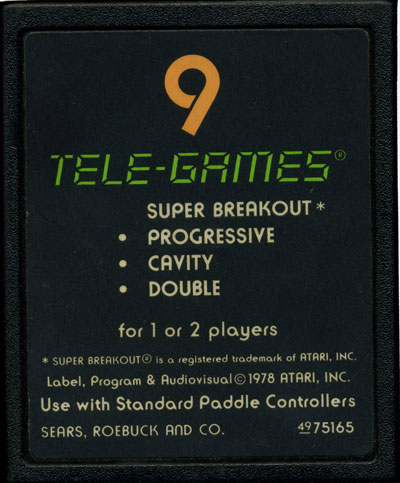 9
TELE-GAMES®
SUPER BREAKOUT *
• PROGRESSIVE
• CAVITY
• DOUBLE
for 1 or 2 players
* SUPER BREAKOUT® is a registered trademark of ATARI, INC.
Label, Program & Audiovisual © 1978 ATARI, INC.
Use with Standard Paddle Controllers
SEARS, ROEBUCK AND CO. 49 75165